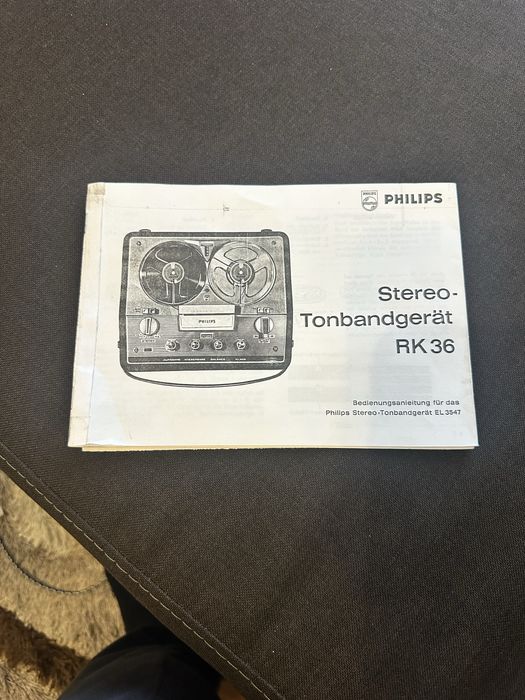 PHILIPS
Stereo-
Tonbandgerät
RK 36
PHILIPS
Bedienungsanleitung für das
Philips Stereo-Tonbandgerät EL 3547